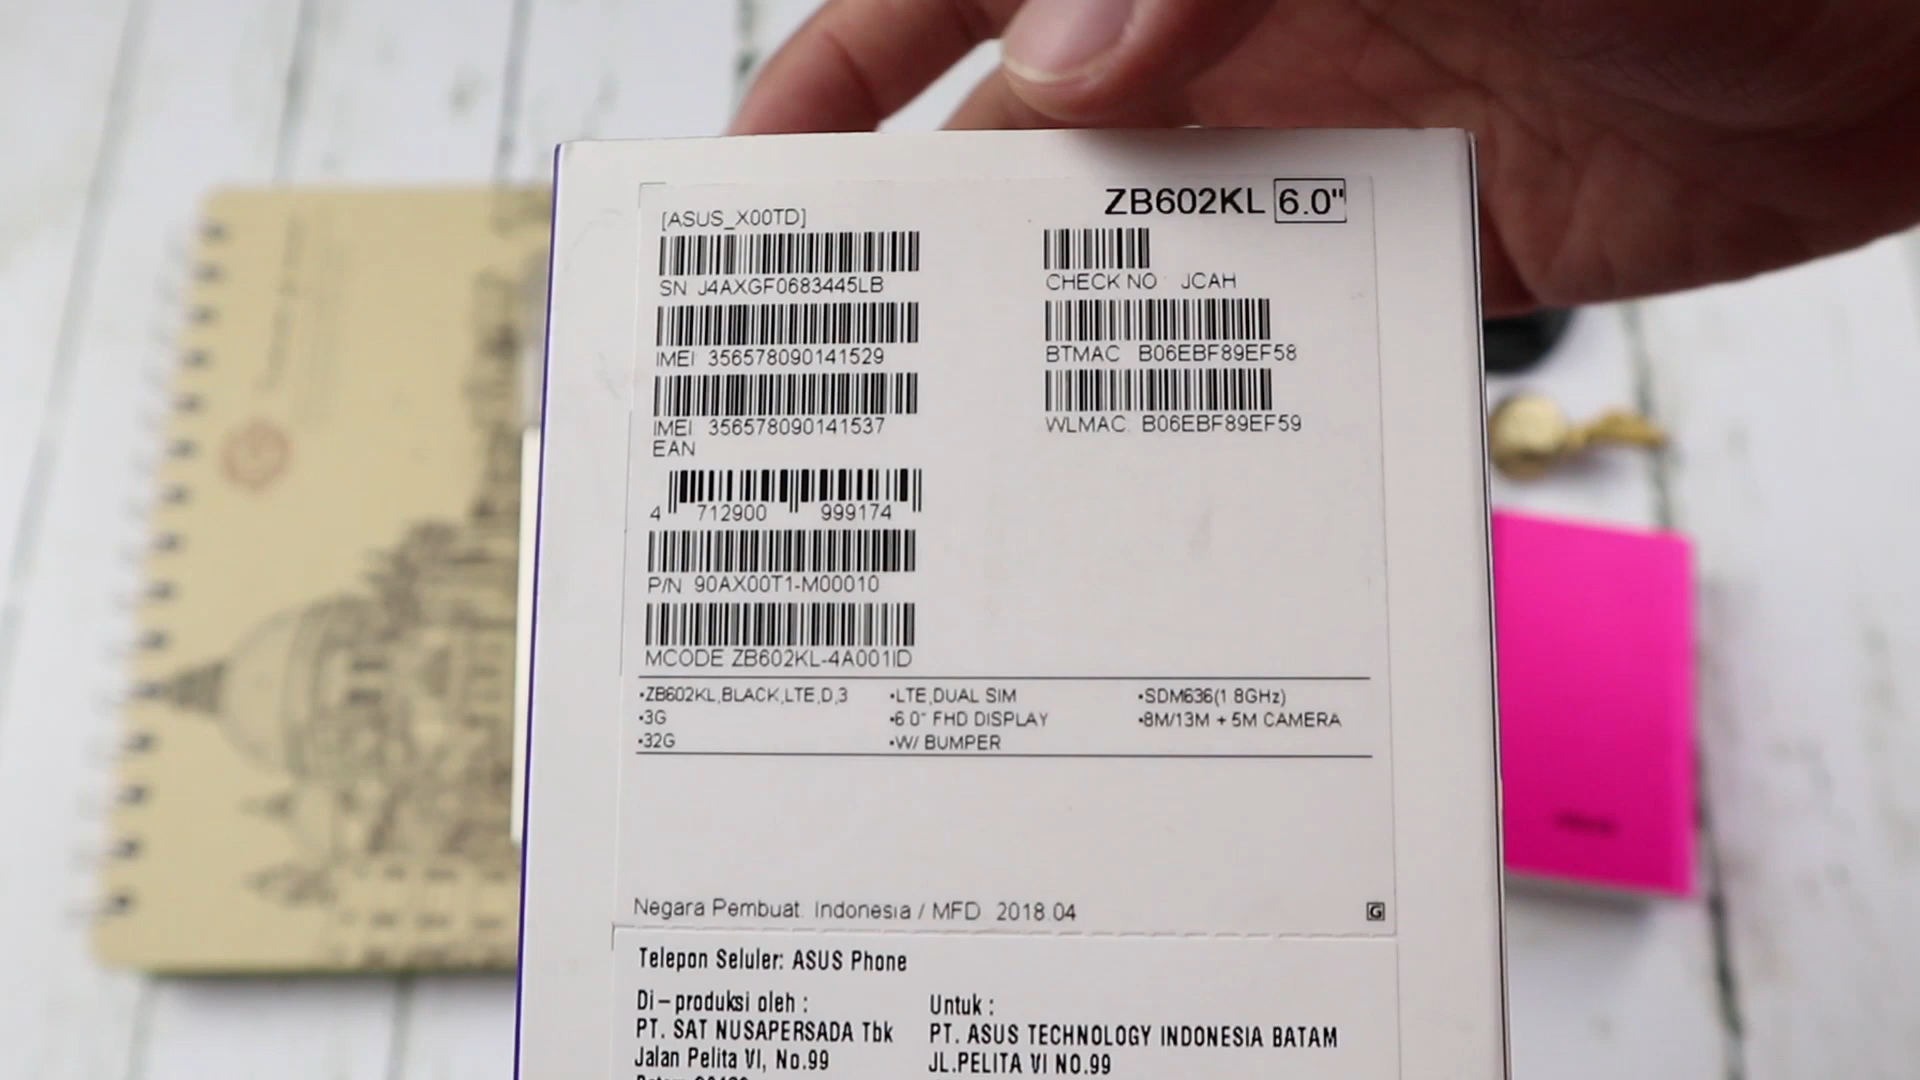 ZB602KL 6.0"
[ASUS_X00TD]
SN J4AXGF0683445LB
CHECK NO JCAH
IMEI 356578090141529
BTMAC B06EBF89EF58
IMEI 356578090141537
WLMAC: B06EBF89EF59
EAN
4 712900 999174
P/N 90AX00T1-M00010
MCODE ZB602KL-4A001ID
•ZB602KL,BLACK,LTE,D,3
•3G
•32G
•LTE,DUAL SIM
•6.0" FHD DISPLAY
•W/ BUMPER
•SDM636(1 8GHz)
•8M/13M + 5M CAMERA
Negara Pembuat. Indonesia / MFD 2018 04
G
Telepon Seluler: ASUS Phone
Di-produksi oleh :
PT. SAT NUSAPERSADA Tbk
Jalan Pelita VI, No.99
Untuk :
PT. ASUS TECHNOLOGY INDONESIA BATAM
JL.PELITA VI NO.99